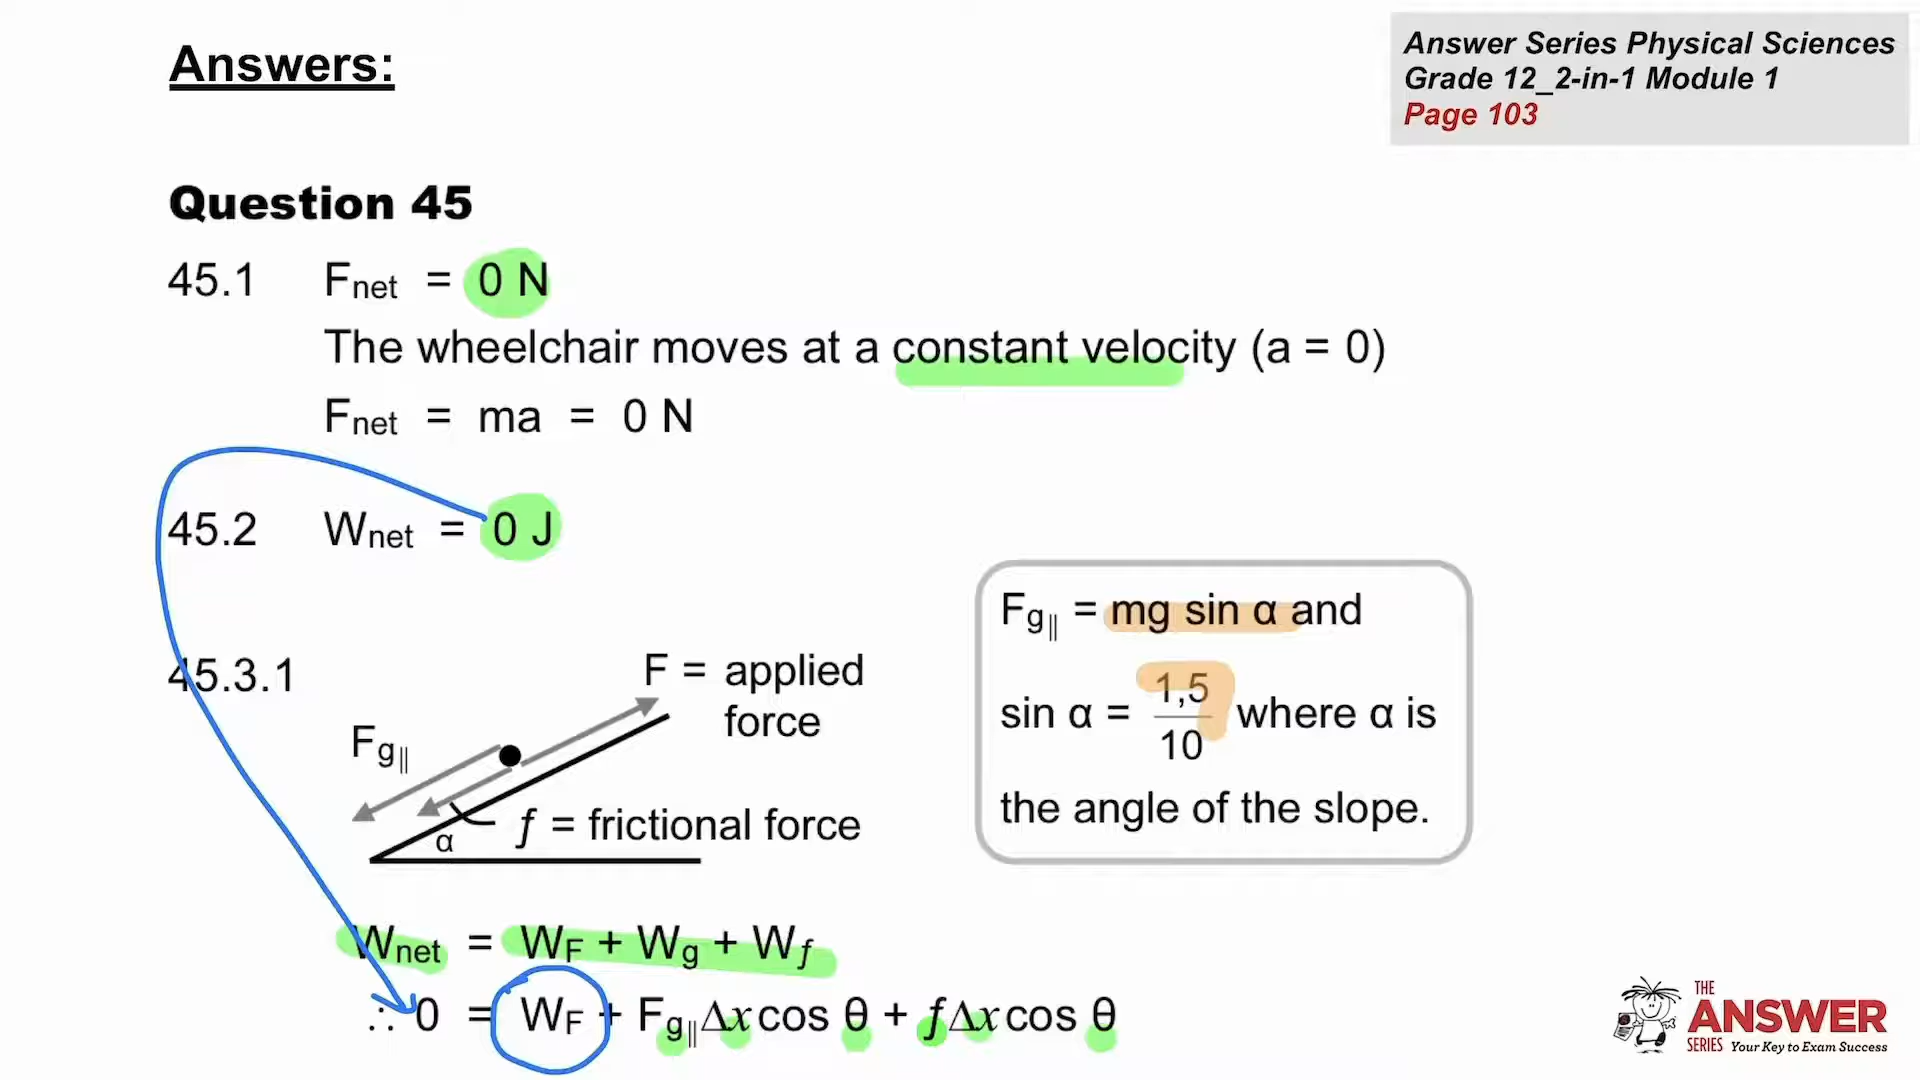 Answers:
Answer Series Physical Sciences
Grade 12_2-in-1 Module 1
Page 103
Question 45
45.1 Fnet = 0 N
The wheelchair moves at a constant velocity (a = 0)
Fnet = ma = 0 N
45.2 Wnet = 0 J
45.3.1
F = applied
force
Fg||
α
f = frictional force
Fg|| = mg sin α and
sin α = 1,5/10 where α is
the angle of the slope.
Wnet = WF + Wg + Wf
∴ 0 = WF + Fg||Δx cos θ + fΔx cos θ
THE
ANSWER
SERIES Your Key to Exam Success